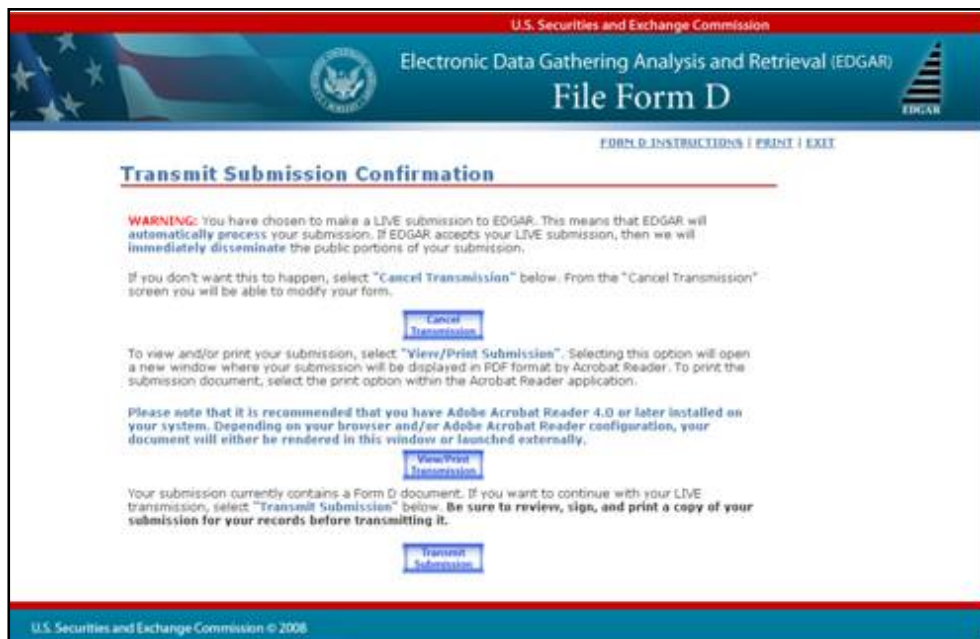 U.S. Securities and Exchange Commission
Electronic Data Gathering Analysis and Retrieval (EDGAR)
File Form D
EDGAR
FORM D INSTRUCTIONS | PRINT | EXIT
Transmit Submission Confirmation
WARNING: You have chosen to make a LIVE submission to EDGAR. This means that EDGAR will
automatically process your submission. If EDGAR accepts your LIVE submission, then we will
immediately disseminate the public portions of your submission.
If you don't want this to happen, select "Cancel Transmission" below. From the "Cancel Transmission"
screen you will be able to modify your form.
Cancel
Transmission
To view and/or print your submission, select "View/Print Submission". Selecting this option will open
a new window where your submission will be displayed in PDF format by Acrobat Reader. To print the
submission document, select the print option within the Acrobat Reader application.
Please note that it is recommended that you have Adobe Acrobat Reader 4.0 or later installed on
your system. Depending on your browser and/or Adobe Acrobat Reader configuration, your
document will either be rendered in this window or launched externally.
View/Print
Transmission
Your submission currently contains a Form D document. If you want to continue with your LIVE
transmission, select "Transmit Submission" below. Be sure to review, sign, and print a copy of your
submission for your records before transmitting it.
Transmit
Submission
U.S. Securities and Exchange Commission © 2008